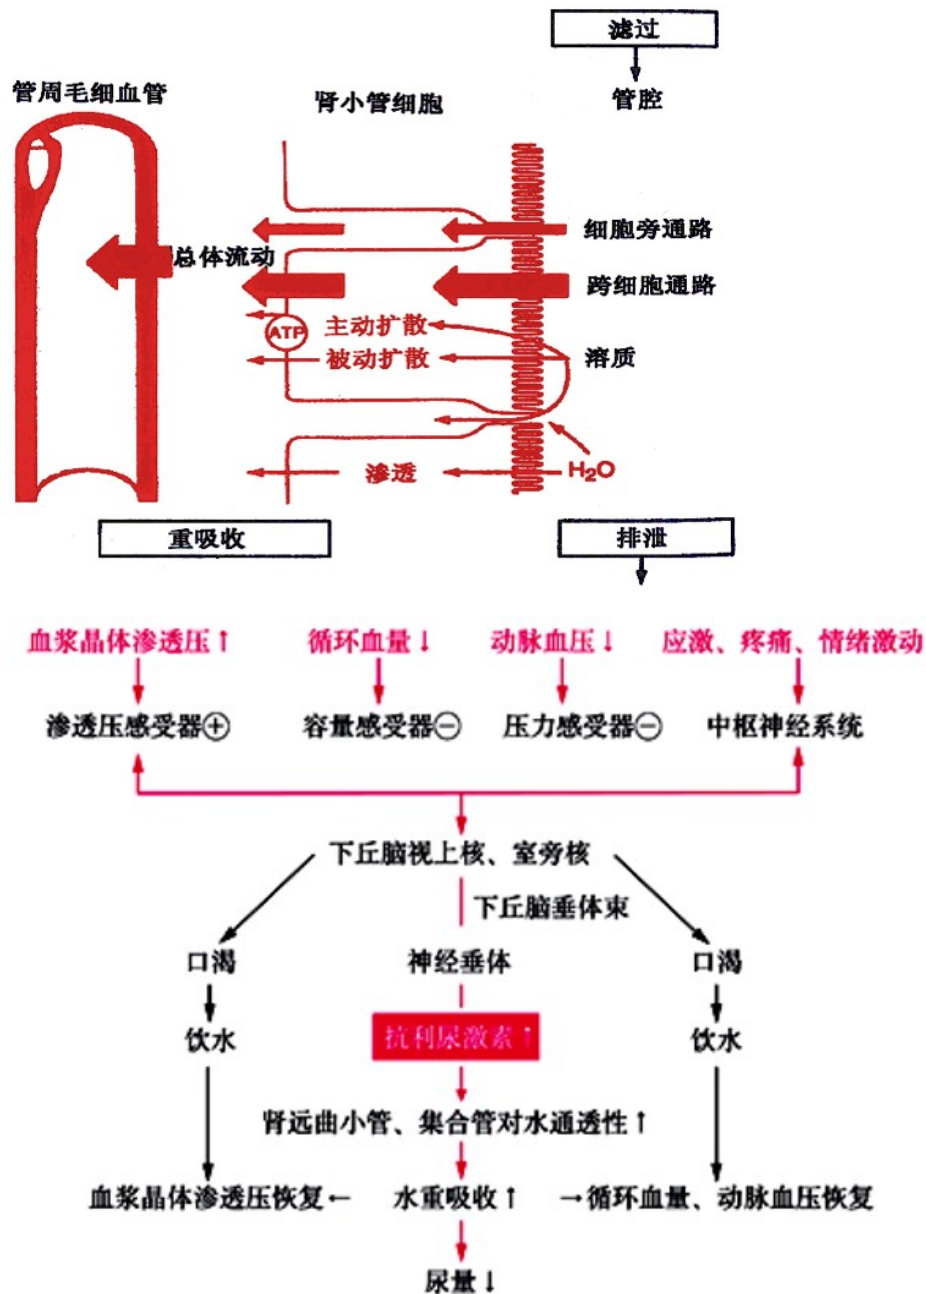 滤过
管周毛细血管
肾小管细胞
管腔
细胞旁通路
总体流动
跨细胞通路
ATP
主动扩散
被动扩散
溶质
渗透
H₂O
重吸收
排泄
血浆晶体渗透压↑
循环血量↓
动脉血压↓
应激、疼痛、情绪激动
渗透压感受器⊕
容量感受器⊖
压力感受器⊖
中枢神经系统
下丘脑视上核、室旁核
下丘脑垂体束
口渴
神经垂体
口渴
饮水
抗利尿激素↑
饮水
肾远曲小管、集合管对水通透性↑
血浆晶体渗透压恢复← 水重吸收↑ →循环血量、动脉血压恢复
尿量↓